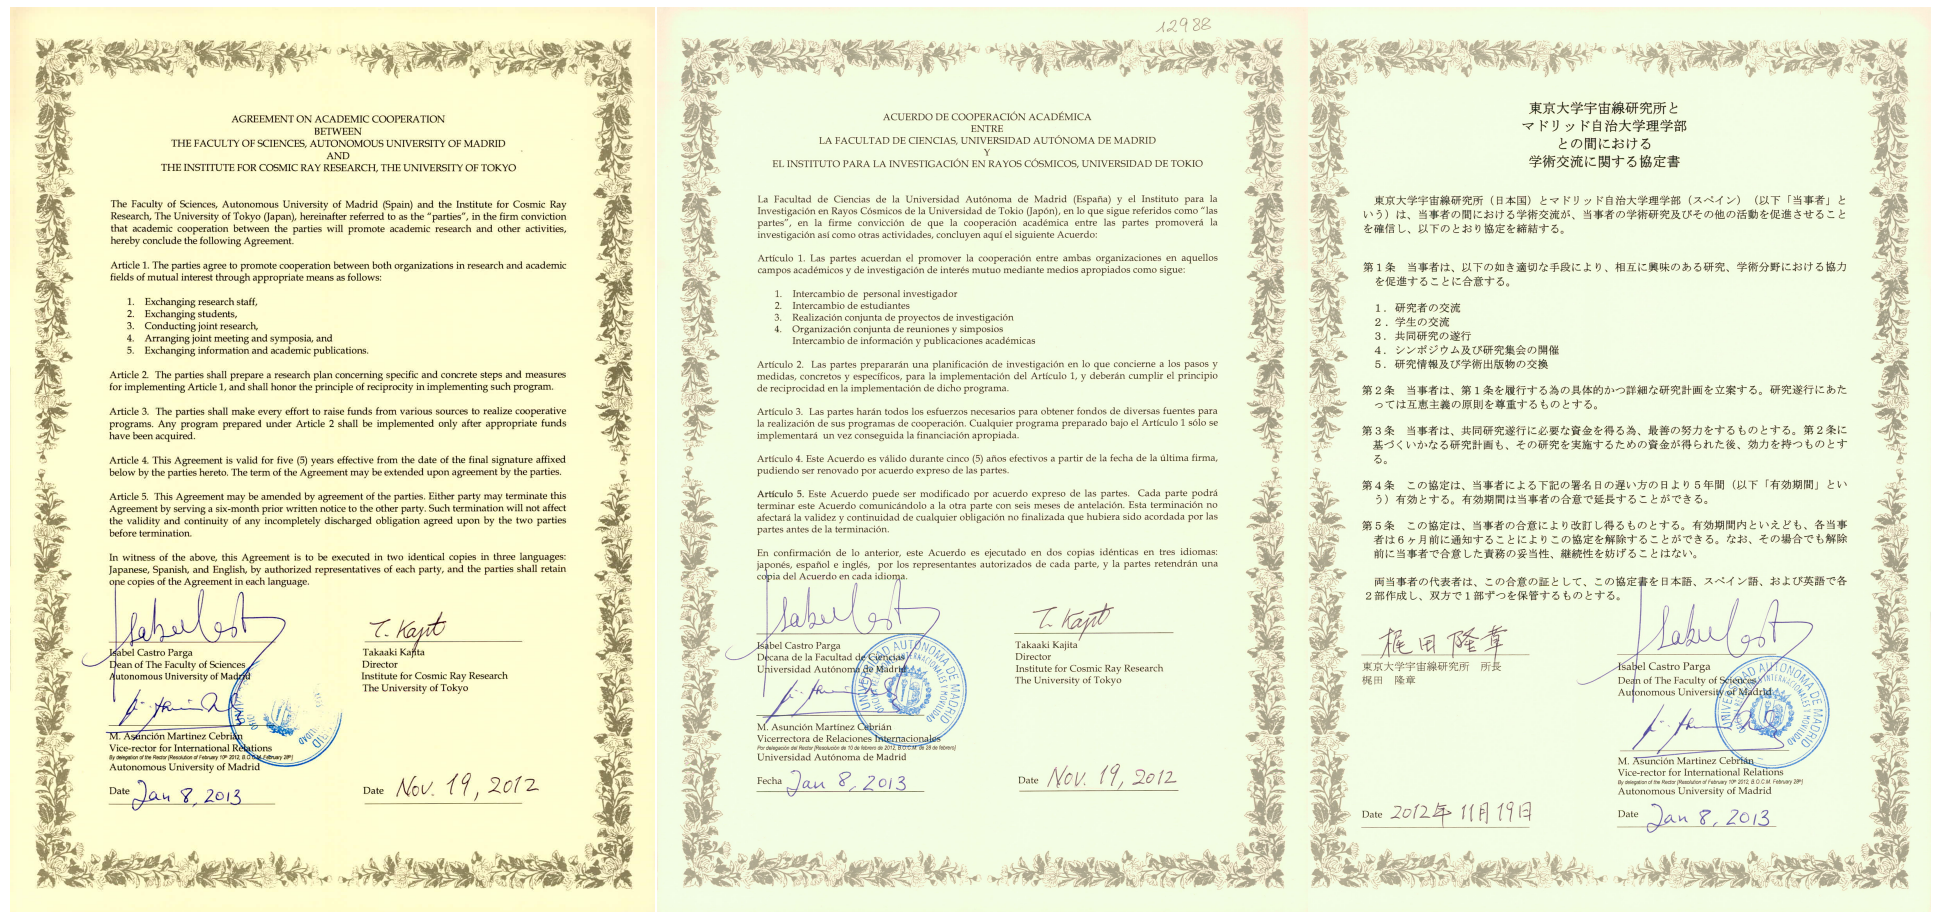 AGREEMENT ON ACADEMIC COOPERATION
BETWEEN
THE FACULTY OF SCIENCES, AUTONOMOUS UNIVERSITY OF MADRID
AND
THE INSTITUTE FOR COSMIC RAY RESEARCH, THE UNIVERSITY OF TOKYO
The Faculty of Sciences, Autonomous University of Madrid (Spain) and the Institute for Cosmic Ray
Research, The University of Tokyo (Japan), hereinafter referred to as the “parties”, in the firm conviction
that academic cooperation between the parties will promote academic research and other activities,
hereby conclude the following Agreement.
Article 1. The parties agree to promote cooperation between both organizations in research and academic
fields of mutual interest through appropriate means as follows:
1. Exchanging research staff,
2. Exchanging students,
3. Conducting joint research,
4. Arranging joint meeting and symposia, and
5. Exchanging information and academic publications.
Article 2. The parties shall prepare a research plan concerning specific and concrete steps and measures
for implementing Article 1, and shall honor the principle of reciprocity in implementing such program.
Article 3. The parties shall make every effort to raise funds from various sources to realize cooperative
programs. Any program prepared under Article 2 shall be implemented only after appropriate funds
have been acquired.
Article 4. This Agreement is valid for five (5) years effective from the date of the final signature affixed
below by the parties hereto. The term of the Agreement may be extended upon agreement by the parties.
Article 5. This Agreement may be amended by agreement of the parties. Either party may terminate this
Agreement by serving a six-month prior written notice to the other party. Such termination will not affect
the validity and continuity of any incompletely discharged obligation agreed upon by the two parties
before termination.
In witness of the above, this Agreement is to be executed in two identical copies in three languages:
Japanese, Spanish, and English, by authorized representatives of each party, and the parties shall retain
one copies of the Agreement in each language.
T. Kajita
Isabel Castro Parga
Dean of The Faculty of Sciences
Autonomous University of Madrid
Takaaki Kajita
Director
Institute for Cosmic Ray Research
The University of Tokyo
M. Asunción Martinez Cebrián
Vice-rector for International Relations
By delegation of the Rector [Resolution of February 10th 2012, B.O.C.M. February 28th]
Autonomous University of Madrid
Date Jan 8, 2013
Date Nov. 19, 2012
12988
ACUERDO DE COOPERACIÓN ACADÉMICA
ENTRE
LA FACULTAD DE CIENCIAS, UNIVERSIDAD AUTÓNOMA DE MADRID
Y
EL INSTITUTO PARA LA INVESTIGACIÓN EN RAYOS CÓSMICOS, UNIVERSIDAD DE TOKIO
La Facultad de Ciencias de la Universidad Autónoma de Madrid (España) y el Instituto para la
Investigación en Rayos Cósmicos de la Universidad de Tokio (Japón), en lo que sigue referidos como “las
partes”, en la firme convicción de que la cooperación académica entre las partes promoverá la
investigación así como otras actividades, concluyen aquí el siguiente Acuerdo:
Artículo 1. Las partes acuerdan el promover la cooperación entre ambas organizaciones en aquellos
campos académicos y de investigación de interés mutuo mediante medios apropiados como sigue:
1. Intercambio de personal investigador
2. Intercambio de estudiantes
3. Realización conjunta de proyectos de investigación
4. Organización conjunta de reuniones y simposios
Intercambio de información y publicaciones académicas
Artículo 2. Las partes prepararán una planificación de investigación en lo que concierne a los pasos y
medidas, concretos y específicos, para la implementación del Artículo 1, y deberán cumplir el principio
de reciprocidad en la implementación de dicho programa.
Artículo 3. Las partes harán todos los esfuerzos necesarios para obtener fondos de diversas fuentes para
la realización de sus programas de cooperación. Cualquier programa preparado bajo el Artículo 1 sólo se
implementará un vez conseguida la financiación apropiada.
Artículo 4. Este Acuerdo es válido durante cinco (5) años efectivos a partir de la fecha de la última firma,
pudiendo ser renovado por acuerdo expreso de las partes.
Artículo 5. Este Acuerdo puede ser modificado por acuerdo expreso de las partes. Cada parte podrá
terminar este Acuerdo comunicándolo a la otra parte con seis meses de antelación. Esta terminación no
afectará la validez y continuidad de cualquier obligación no finalizada que hubiera sido acordada por las
partes antes de la terminación.
En confirmación de lo anterior, este Acuerdo es ejecutado en dos copias idénticas en tres idiomas:
japonés, español e inglés, por los representantes autorizados de cada parte, y la partes retendrán una
copia del Acuerdo en cada idioma.
T. Kajita
Isabel Castro Parga
Decana de la Facultad de Ciencias
Universidad Autónoma de Madrid
Takaaki Kajita
Director
Institute for Cosmic Ray Research
The University of Tokyo
UNIVERSIDAD AUTONOMA DE MADRID
M. Asunción Martínez Cebrián
Vicerrectora de Relaciones Internacionales
Por delegación del Rector [Resolución de 10 de febrero de 2012, B.O.C.M. de 28 de febrero]
Universidad Autónoma de Madrid
Fecha Jan 8, 2013
Date Nov. 19, 2012
東京大学宇宙線研究所と
マドリッド自治大学理学部
との間における
学術交流に関する協定書
東京大学宇宙線研究所（日本国）とマドリッド自治大学理学部（スペイン）（以下「当事者」と
いう）は、当事者の間における学術交流が、当事者の学術研究及びその他の活動を促進させること
を確信し、以下のとおり協定を締結する。
第１条　当事者は、以下の如き適切な手段により、相互に興味のある研究、学術分野における協力
を促進することに合意する。
１．研究者の交流
２．学生の交流
３．共同研究の遂行
４．シンポジウム及び研究集会の開催
５．研究情報及び学術出版物の交換
第２条　当事者は、第１条を履行する為の具体的かつ詳細な研究計画を立案する。研究遂行にあた
っては互恵主義の原則を尊重するものとする。
第３条　当事者は、共同研究遂行に必要な資金を得る為、最善の努力をするものとする。第２条に
基づくいかなる研究計画も、その研究を実施するための資金が得られた後、効力を持つものとす
る。
第４条　この協定は、当事者による下記の署名日の遅い方の日より５年間（以下「有効期間」とい
う）有効とする。有効期間は当事者の合意で延長することができる。
第５条　この協定は、当事者の合意により改訂し得るものとする。有効期間内といえども、各当事
者は６ヶ月前に通知することによりこの協定を解除することができる。なお、その場合でも解除
前に当事者で合意した責務の妥当性、継続性を妨げることはない。
両当事者の代表者は、この合意の証として、この協定書を日本語、スペイン語、および英語で各
２部作成し、双方で１部ずつを保管するものとする。
梶田隆章
東京大学宇宙線研究所　所長
梶田　隆章
Isabel Castro Parga
Dean of The Faculty of Sciences
Autonomous University of Madrid
UNIVERSIDAD AUTONOMA DE MADRID
M. Asunción Martinez Cebrián
Vice-rector for International Relations
By delegation of the Rector [Resolution of February 10th 2012, B.O.C.M. February 28th]
Autonomous University of Madrid
Date 2012年11月19日
Date Jan 8, 2013